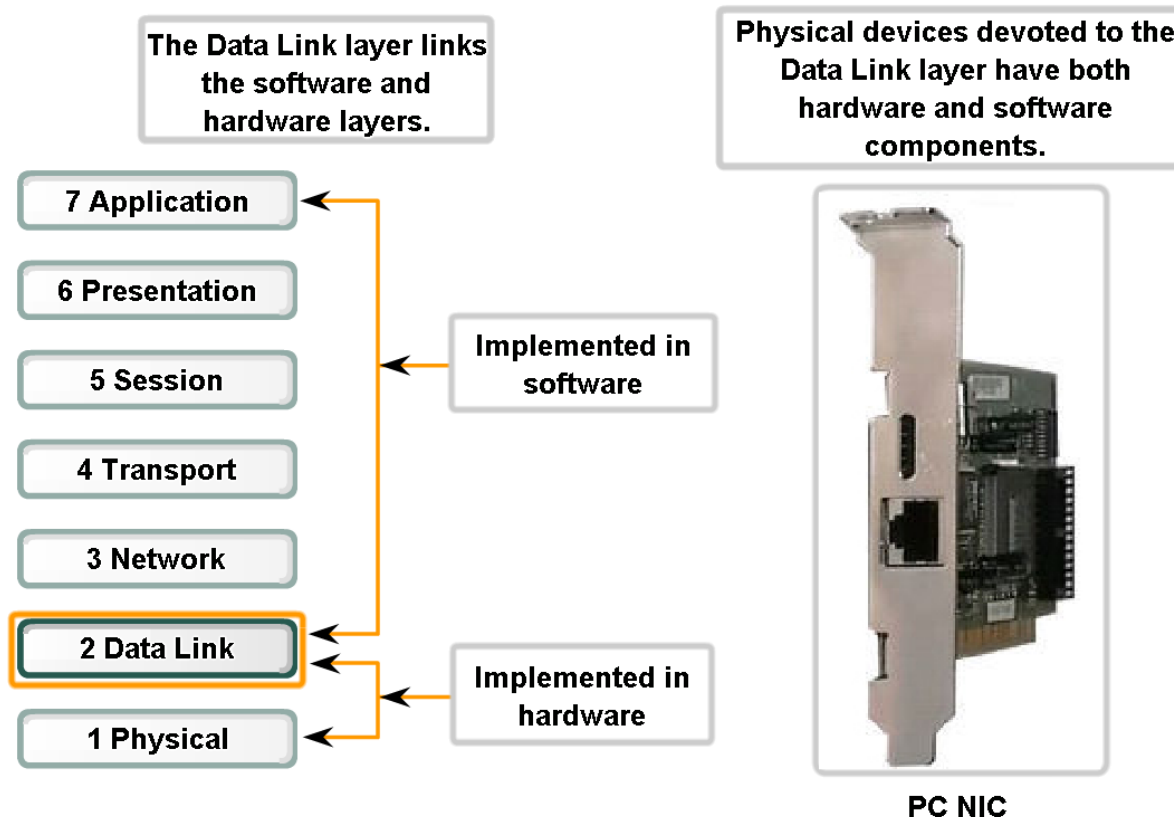 The Data Link layer links
the software and
hardware layers.
Physical devices devoted to the
Data Link layer have both
hardware and software
components.
7 Application
6 Presentation
5 Session
4 Transport
3 Network
2 Data Link
1 Physical
Implemented in
software
Implemented in
hardware
PC NIC